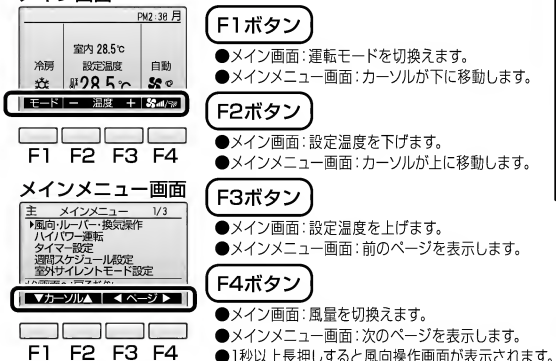 メイン画面
PM2:30 月
室内 28.5℃
冷房 設定温度 自動
28.5℃
モード － 温度 ＋
F1 F2 F3 F4
メインメニュー画面
主 メインメニュー 1/3
▶風向・ルーバー・換気操作
ハイパワー運転
タイマー設定
週間スケジュール設定
室外サイレントモード設定
▼カーソル▲ ◀ ページ ▶
F1 F2 F3 F4
F1ボタン
●メイン画面：運転モードを切換えます。
●メインメニュー画面：カーソルが下に移動します。
F2ボタン
●メイン画面：設定温度を下げます。
●メインメニュー画面：カーソルが上に移動します。
F3ボタン
●メイン画面：設定温度を上げます。
●メインメニュー画面：前のページを表示します。
F4ボタン
●メイン画面：風量を切換えます。
●メインメニュー画面：次のページを表示します。
●1秒以上長押しすると風向操作画面が表示されます。